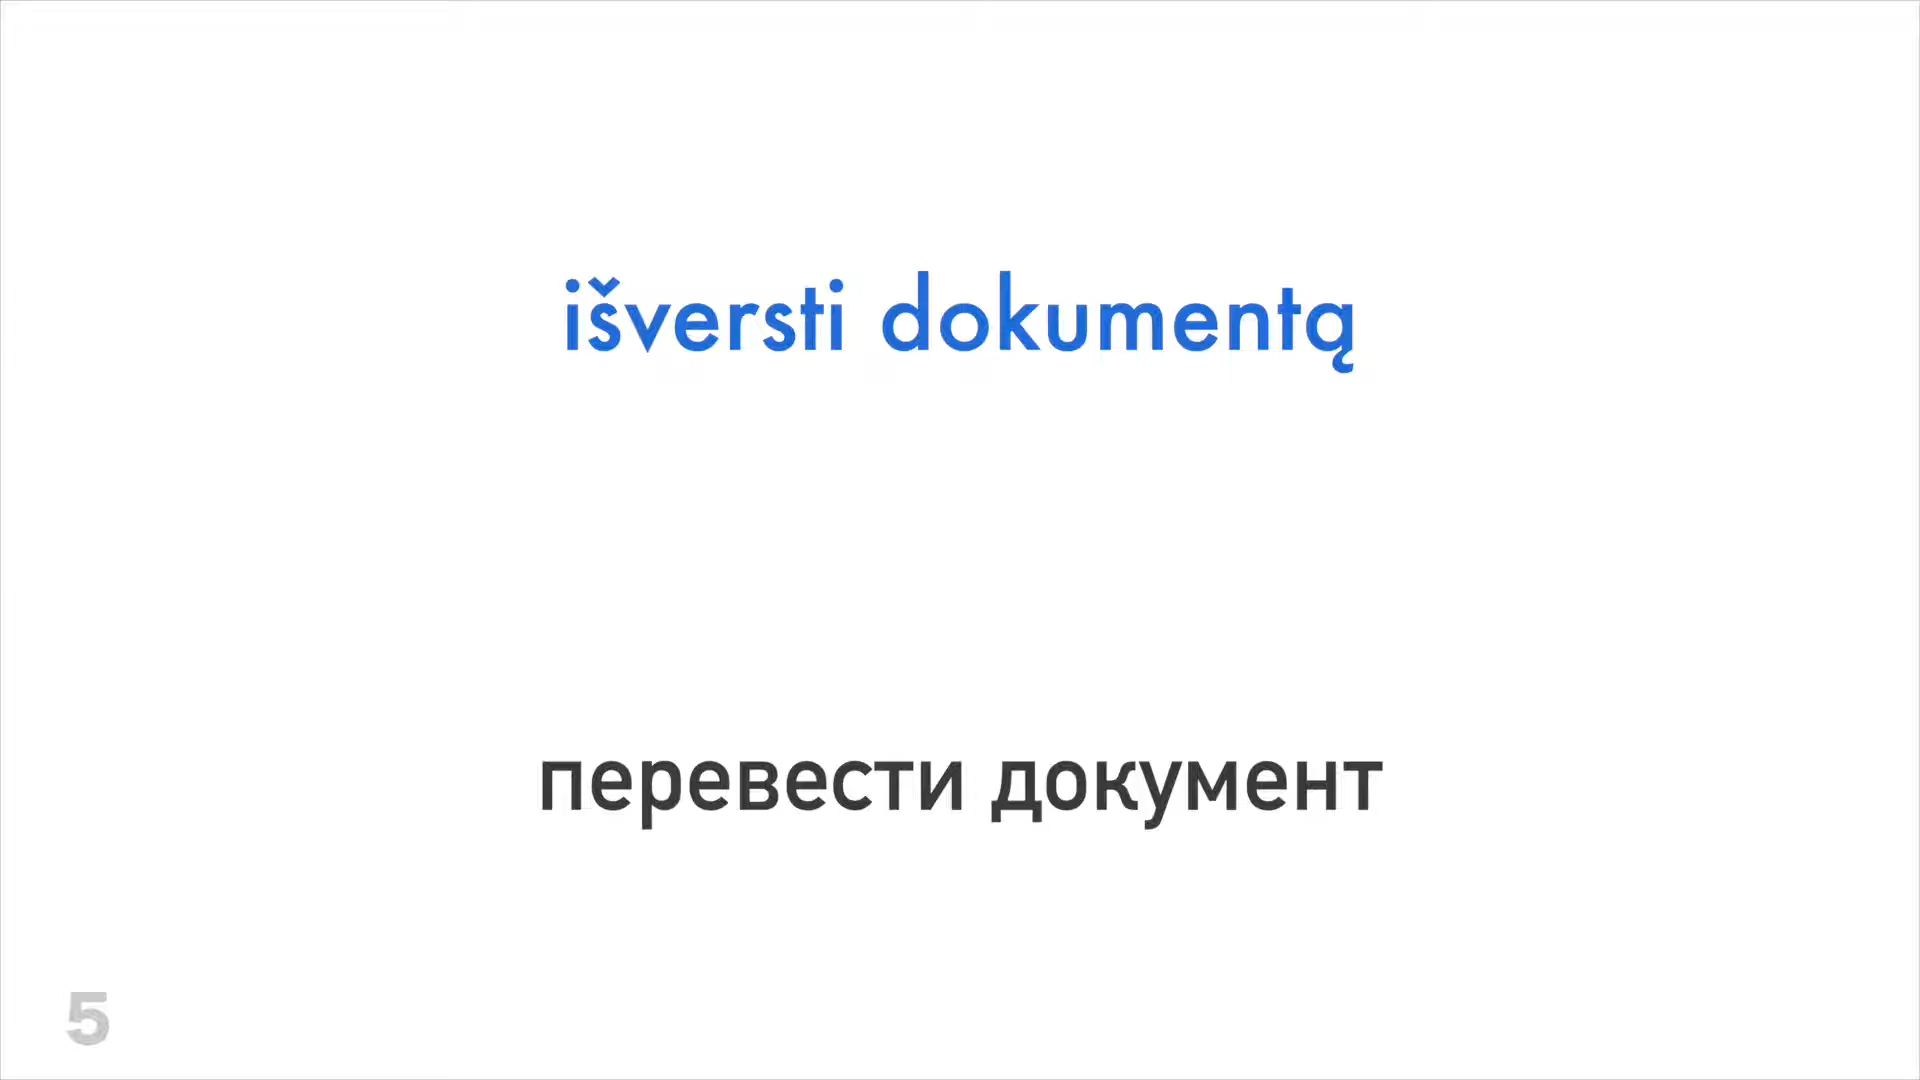 išversti dokumentą
перевести документ
5